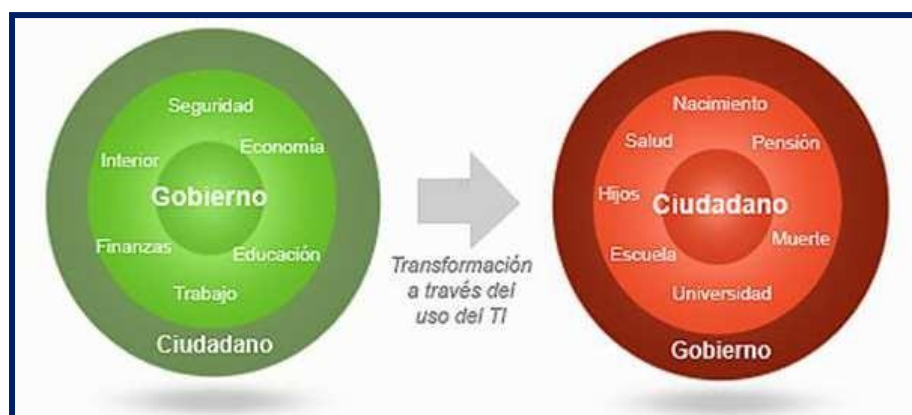 Seguridad
Economía
Interior
Gobierno
Finanzas
Educación
Trabajo
Ciudadano
Transformación
a través del
uso del TI
Nacimiento
Salud
Pensión
Hijos
Ciudadano
Muerte
Escuela
Universidad
Gobierno